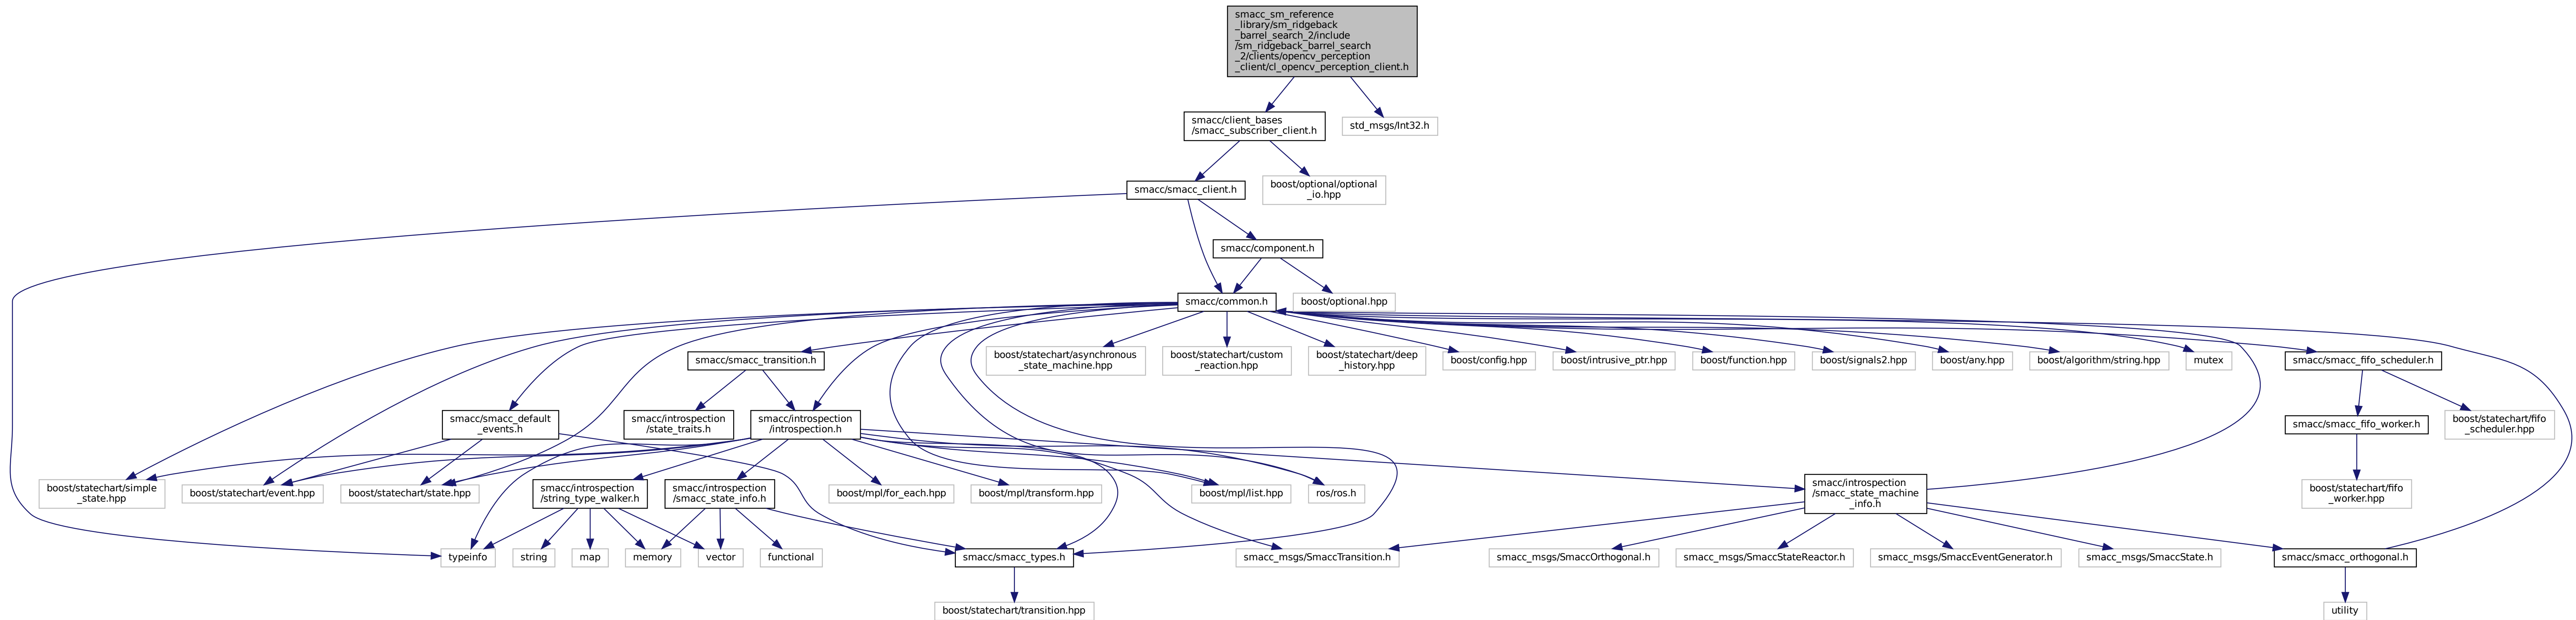 smacc_sm_reference
_library/sm_ridgeback
_barrel_search_2/include
/sm_ridgeback_barrel_search
_2/clients/opencv_perception
_client/cl_opencv_perception_client.h
smacc/client_bases
/smacc_subscriber_client.h
std_msgs/Int32.h
smacc/smacc_client.h
boost/optional/optional
_io.hpp
smacc/component.h
smacc/common.h
boost/optional.hpp
smacc/smacc_transition.h
boost/statechart/asynchronous
_state_machine.hpp
boost/statechart/custom
_reaction.hpp
boost/statechart/deep
_history.hpp
boost/config.hpp
boost/intrusive_ptr.hpp
boost/function.hpp
boost/signals2.hpp
boost/any.hpp
boost/algorithm/string.hpp
mutex
smacc/smacc_fifo_scheduler.h
smacc/smacc_default
_events.h
smacc/introspection
/state_traits.h
smacc/introspection
/introspection.h
smacc/smacc_fifo_worker.h
boost/statechart/fifo
_scheduler.hpp
boost/statechart/simple
_state.hpp
boost/statechart/event.hpp
boost/statechart/state.hpp
smacc/introspection
/string_type_walker.h
smacc/introspection
/smacc_state_info.h
boost/mpl/for_each.hpp
boost/mpl/transform.hpp
boost/mpl/list.hpp
ros/ros.h
smacc/introspection
/smacc_state_machine
_info.h
boost/statechart/fifo
_worker.hpp
typeinfo
string
map
memory
vector
functional
smacc/smacc_types.h
smacc_msgs/SmaccTransition.h
smacc_msgs/SmaccOrthogonal.h
smacc_msgs/SmaccStateReactor.h
smacc_msgs/SmaccEventGenerator.h
smacc_msgs/SmaccState.h
smacc/smacc_orthogonal.h
boost/statechart/transition.hpp
utility